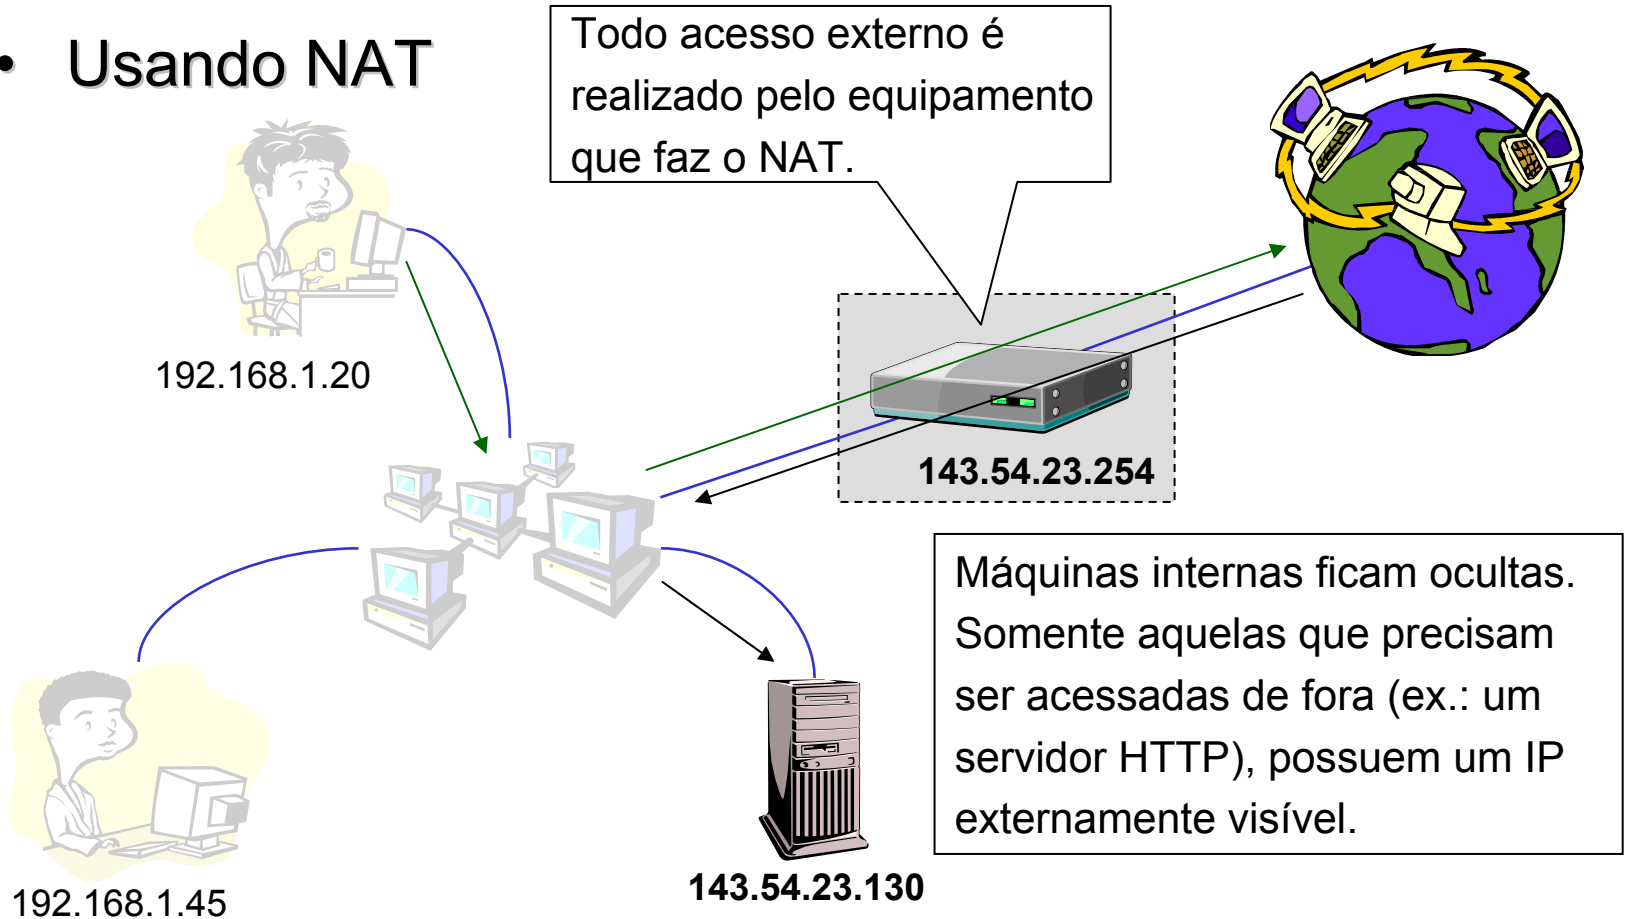 • Usando NAT
Todo acesso externo é
realizado pelo equipamento
que faz o NAT.
192.168.1.20
143.54.23.254
Máquinas internas ficam ocultas.
Somente aquelas que precisam
ser acessadas de fora (ex.: um
servidor HTTP), possuem um IP
externamente visível.
192.168.1.45
143.54.23.130